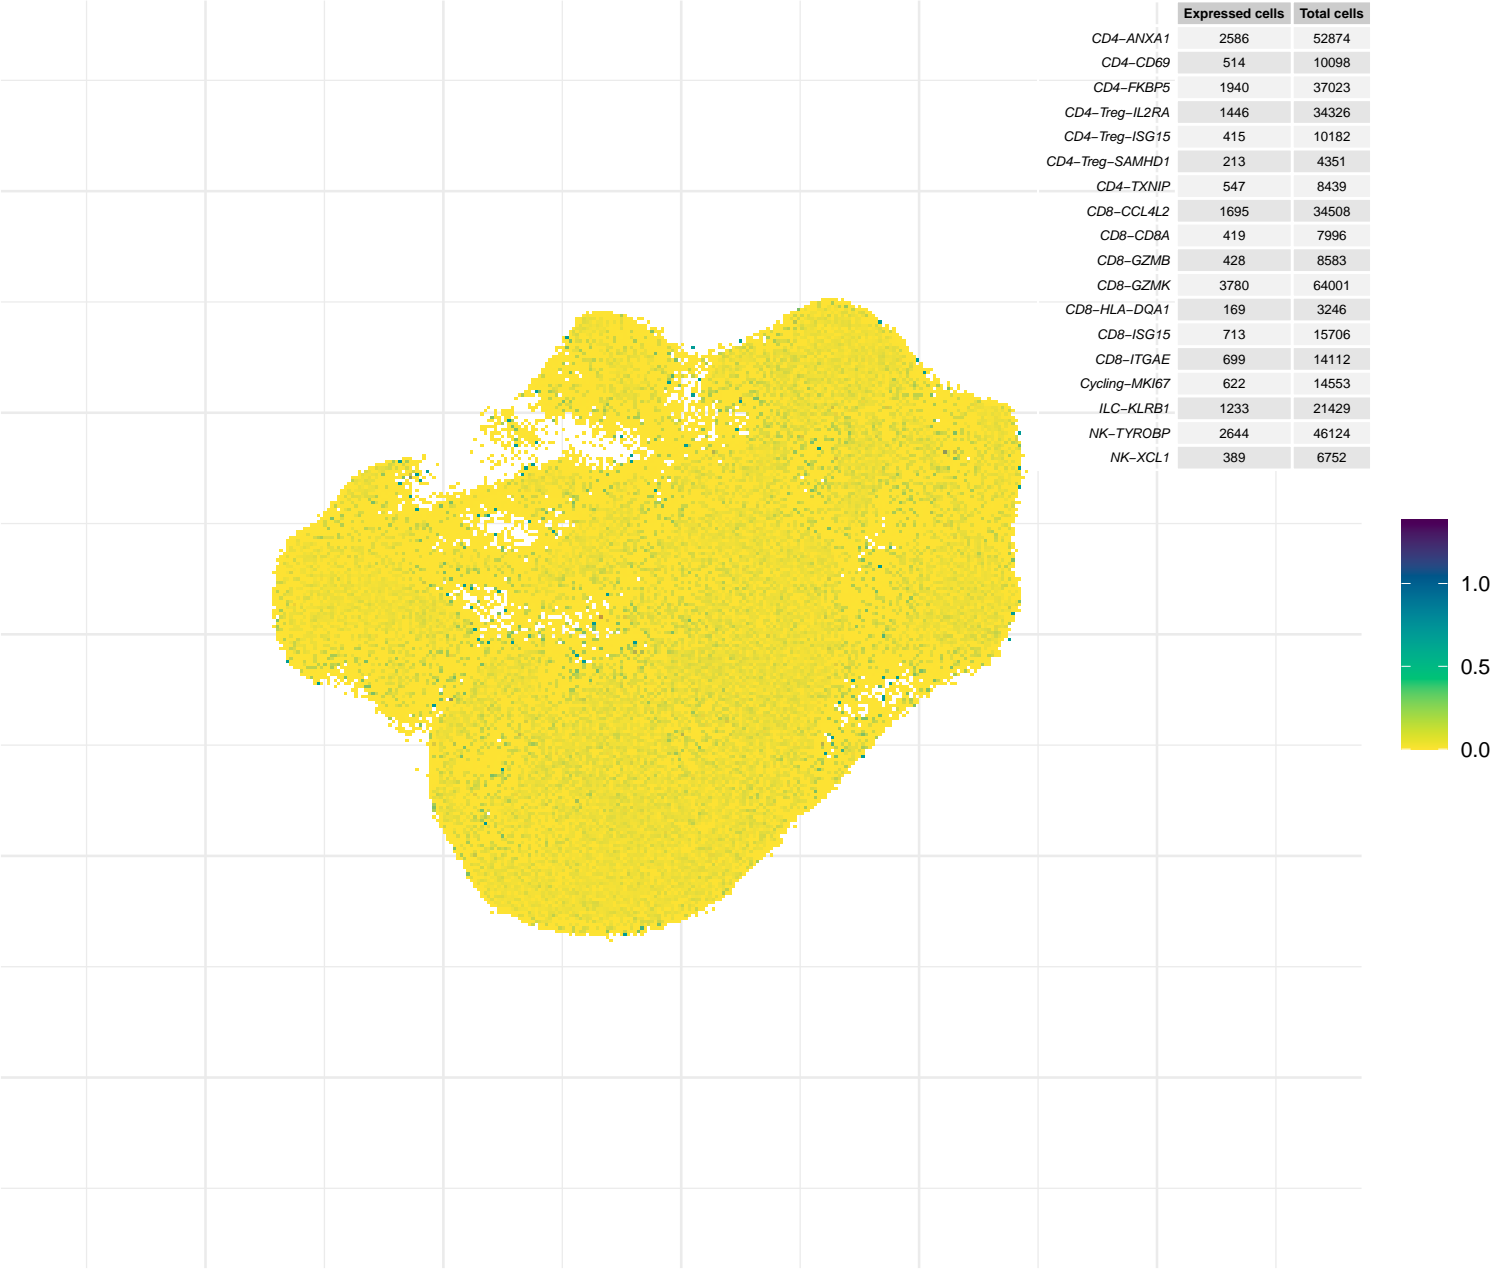 Expressed cells Total cells
CD4−ANXA1 2586 52874
CD4−CD69 514 10098
CD4−FKBP5 1940 37023
CD4−Treg−IL2RA 1446 34326
CD4−Treg−ISG15 415 10182
CD4−Treg−SAMHD1 213 4351
CD4−TXNIP 547 8439
CD8−CCL4L2 1695 34508
CD8−CD8A 419 7996
CD8−GZMB 428 8583
CD8−GZMK 3780 64001
CD8−HLA−DQA1 169 3246
CD8−ISG15 713 15706
CD8−ITGAE 699 14112
Cycling−MKI67 622 14553
ILC−KLRB1 1233 21429
NK−TYROBP 2644 46124
NK−XCL1 389 6752
1.0
0.5
0.0